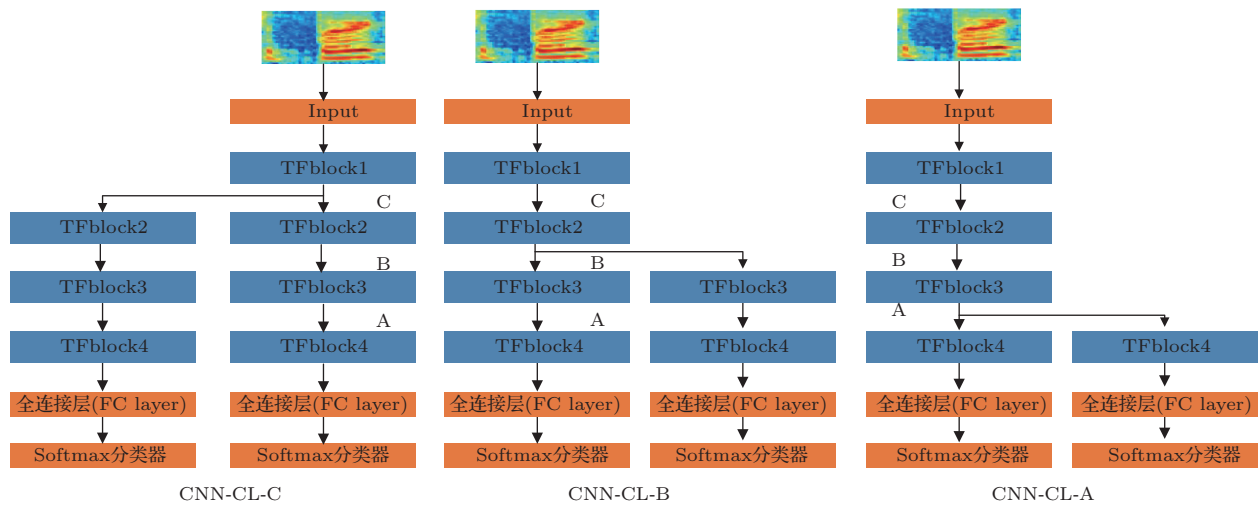 Input
Input
Input
TFblock1
TFblock1
TFblock1
C
C
C
TFblock2
TFblock2
TFblock2
TFblock2
B
B
B
TFblock3
TFblock3
TFblock3
TFblock3
TFblock3
A
A
A
TFblock4
TFblock4
TFblock4
TFblock4
TFblock4
TFblock4
全连接层(FC layer)
全连接层(FC layer)
全连接层(FC layer)
全连接层(FC layer)
全连接层(FC layer)
全连接层(FC layer)
Softmax分类器
Softmax分类器
Softmax分类器
Softmax分类器
Softmax分类器
Softmax分类器
CNN-CL-C
CNN-CL-B
CNN-CL-A